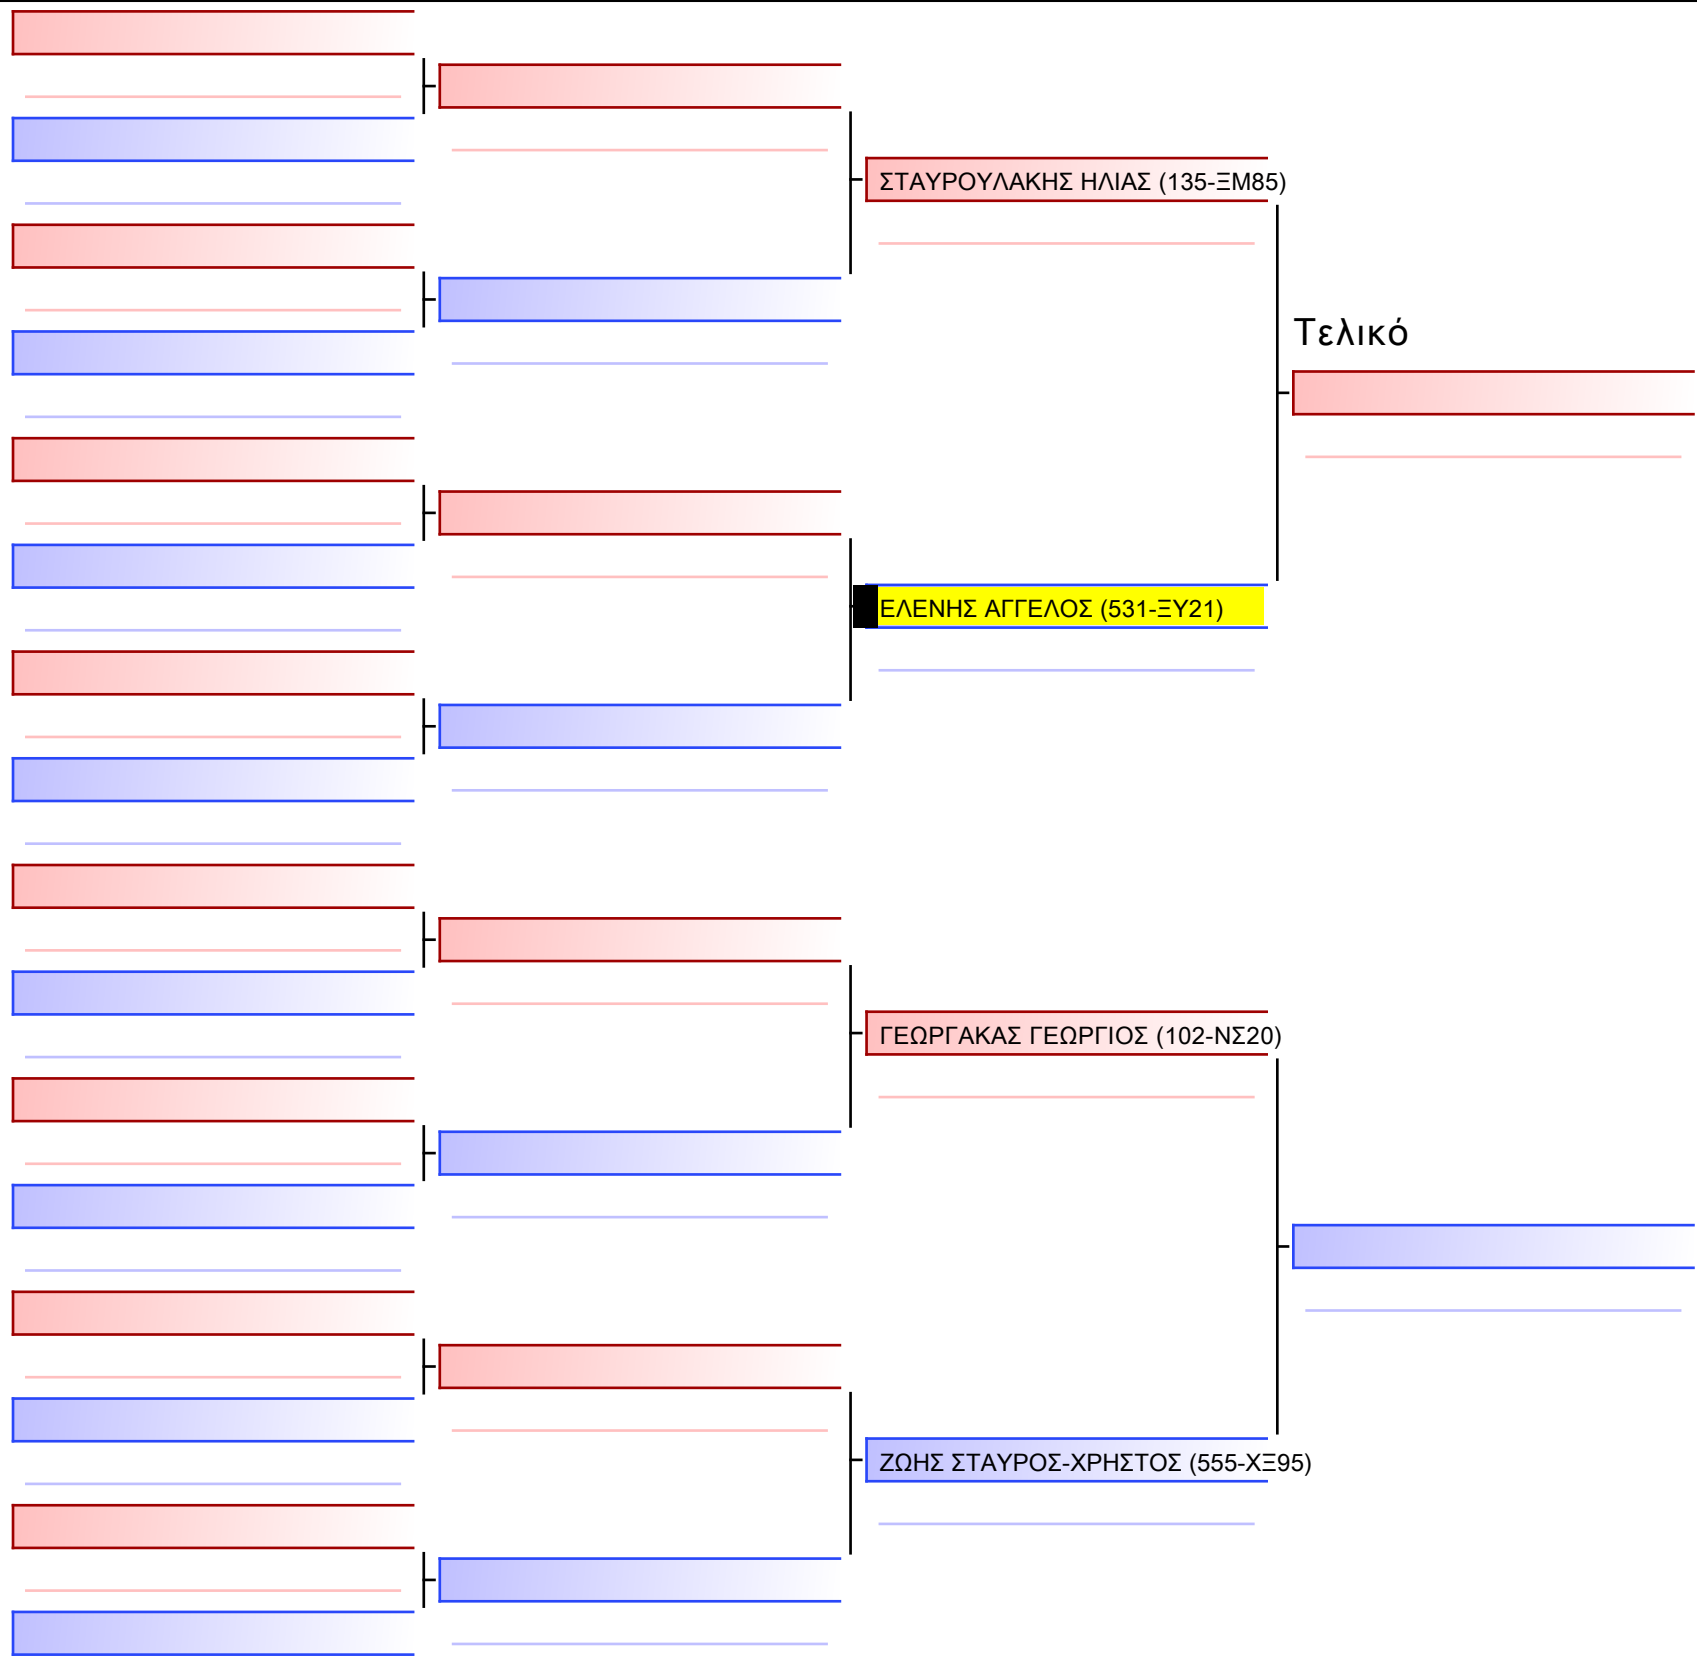 ΣΤΑΥΡΟΥΛΑΚΗΣ ΗΛΙΑΣ (135-ΞΜ85)
Τελικό
ΕΛΕΝΗΣ ΑΓΓΕΛΟΣ (531-ΞΥ21)
ΓΕΩΡΓΑΚΑΣ ΓΕΩΡΓΙΟΣ (102-ΝΣ20)
ΖΩΗΣ ΣΤΑΥΡΟΣ-ΧΡΗΣΤΟΣ (555-ΧΞ95)